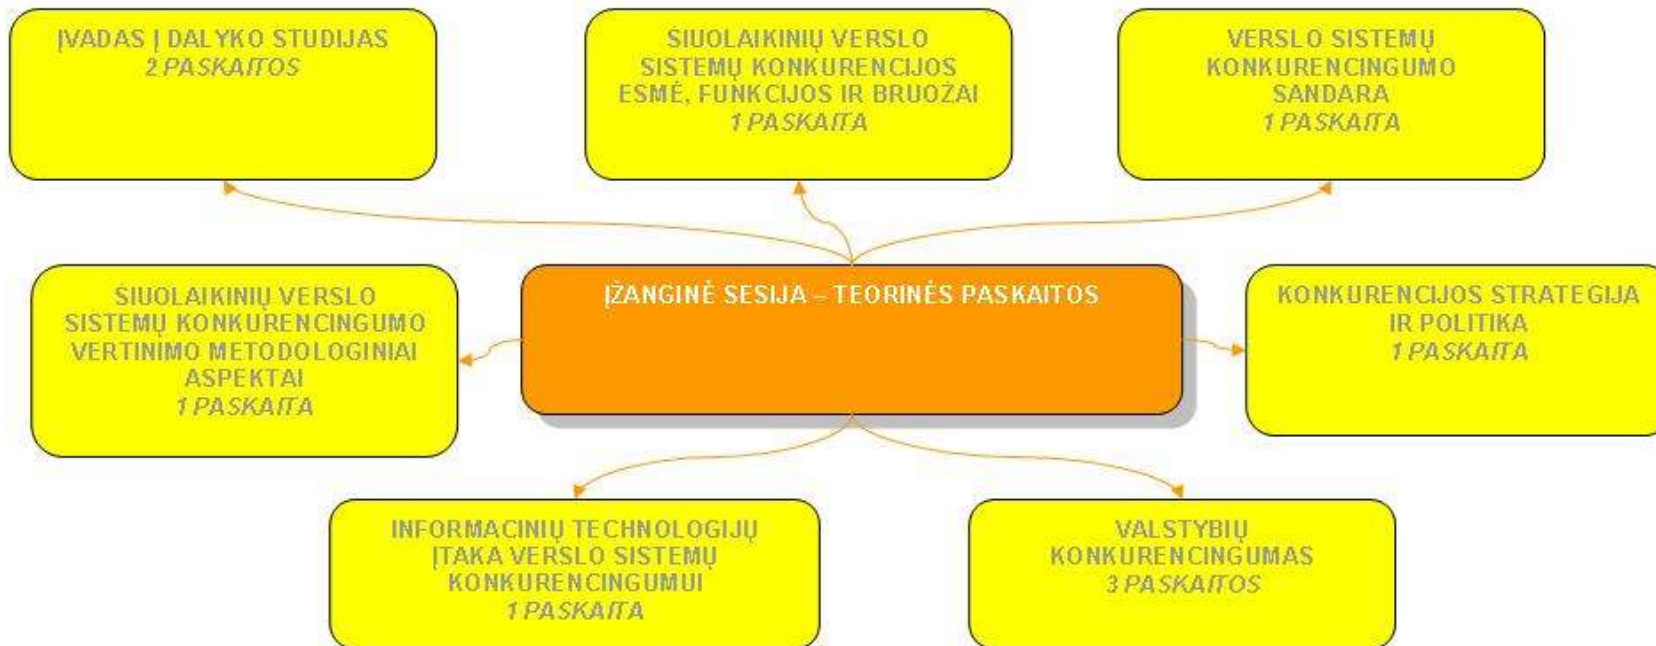 ĮVADAS Į DALYKO STUDIJAS
2 PASKAITOS
ŠIUOLAIKINIŲ VERSLO
SISTEMŲ KONKURENCIJOS
ESMĖ, FUNKCIJOS IR BRUOŽAI
1 PASKAITA
VERSLO SISTEMŲ
KONKURENCINGUMO
SANDARA
1 PASKAITA
ŠIUOLAIKINIŲ VERSLO
SISTEMŲ KONKURENCINGUMO
VERTINIMO METODOLOGINIAI
ASPEKTAI
1 PASKAITA
ĮŽANGINĖ SESIJA – TEORINĖS PASKAITOS
KONKURENCIJOS STRATEGIJA
IR POLITIKA
1 PASKAITA
INFORMACINIŲ TECHNOLOGIJŲ
ĮTAKA VERSLO SISTEMŲ
KONKURENCINGUMUI
1 PASKAITA
VALSTYBIŲ
KONKURENCINGUMAS
3 PASKAITOS